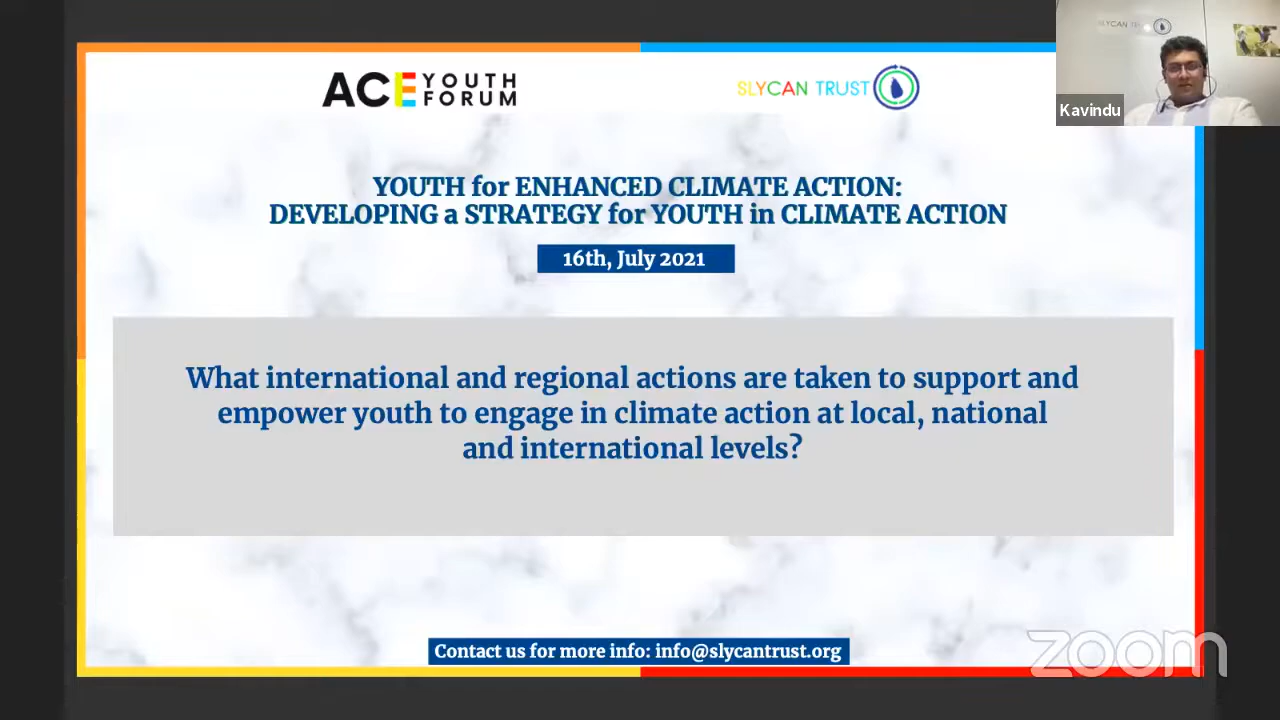 ACE YOUTH FORUM
SLYCAN TRUST
SLYCAN TR
Kavindu
YOUTH for ENHANCED CLIMATE ACTION:
DEVELOPING a STRATEGY for YOUTH in CLIMATE ACTION
16th, July 2021
What international and regional actions are taken to support and
empower youth to engage in climate action at local, national
and international levels?
Contact us for more info: info@slycantrust.org
zoom